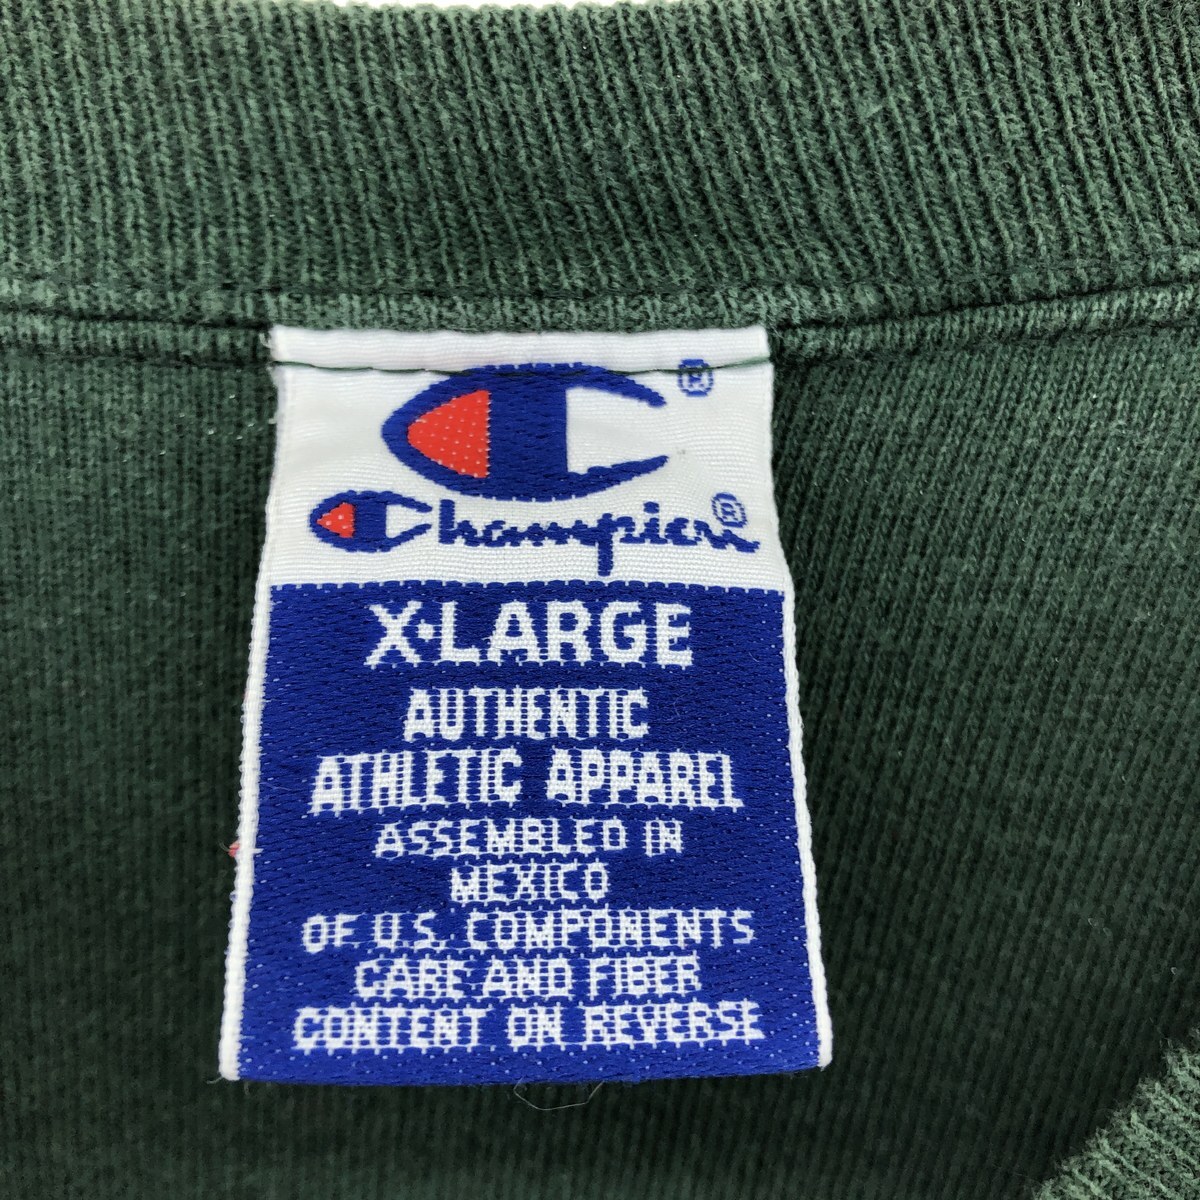 ®
Champion®
X·LARGE
AUTHENTIC
ATHLETIC APPAREL
ASSEMBLED IN
MEXICO
OF U.S. COMPONENTS
CARE AND FIBER
CONTENT ON REVERSE